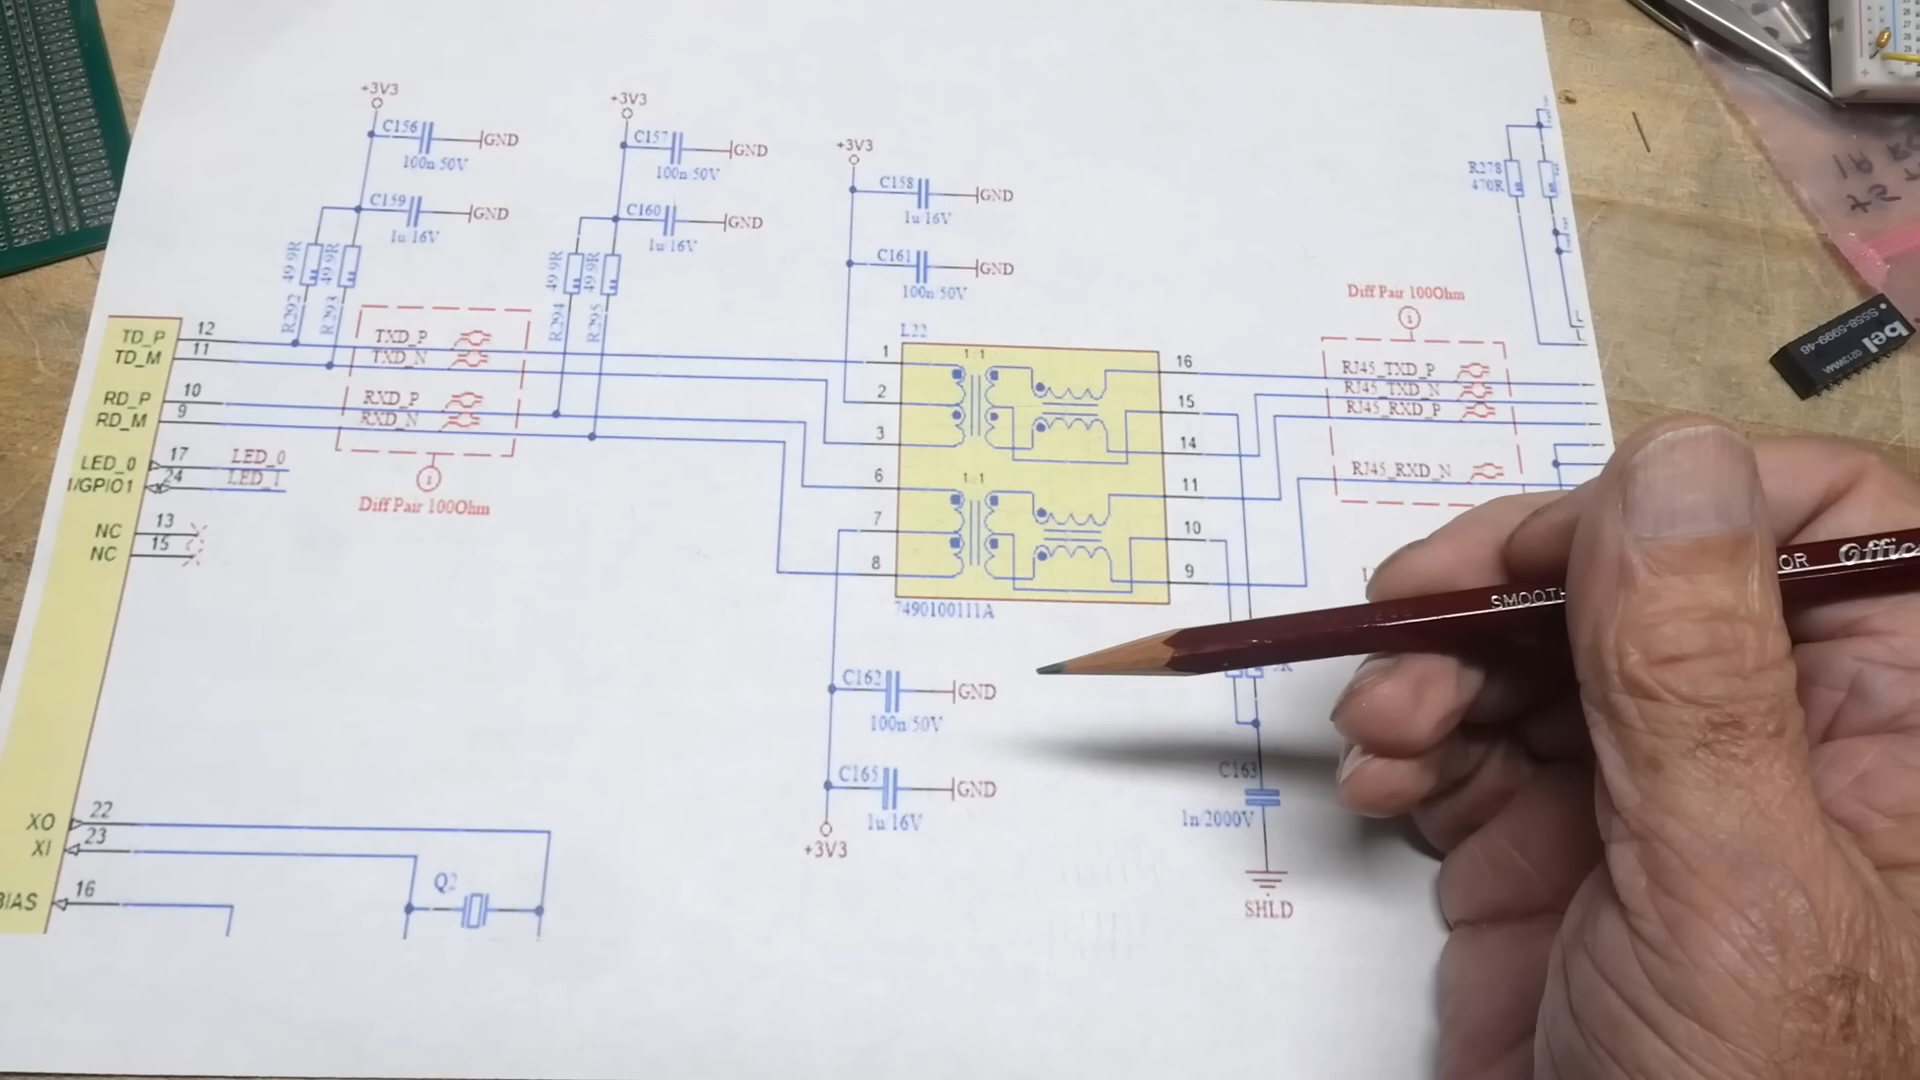 +3V3
C156
GND
100n/50V
C159
GND
1u/16V
49.9R
49.9R
R292
R293
+3V3
C157
GND
100n/50V
C160
GND
1u/16V
49.9R
49.9R
R294
R295
+3V3
C158
GND
1u/16V
C161
GND
100n/50V
R278
470R
bel
S558-5999-46
TD_P 12
TD_M 11
RD_P 10
RD_M 9
LED_0 17 LED_0
I/GPIO1 24 LED_1
NC 13
NC 15
TXD_P
TXD_N
RXD_P
RXD_N
Diff Pair 100Ohm
L22
1:1
1:1
1
2
3
6
7
8
16
15
14
11
10
9
7490100111A
Diff Pair 100Ohm
RJ45_TXD_P
RJ45_TXD_N
RJ45_RXD_P
RJ45_RXD_N
SMOOTH
OR Offic
C162
GND
100n/50V
C165
GND
1u/16V
+3V3
C163
1n/2000V
SHLD
XO 22
XI 23
BIAS 16
Q2